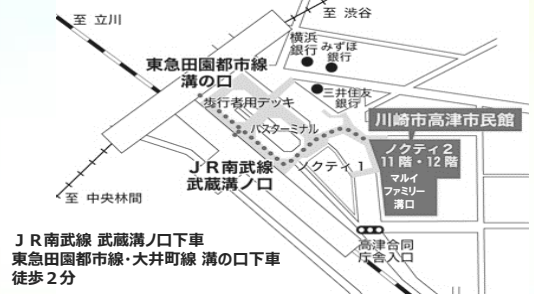 至 立川
至 渋谷
横浜
銀行
みずほ
銀行
東急田園都市線
溝の口
三井住友
銀行
歩行者用デッキ
バスターミナル
川崎市高津市民館
ノクティ２
11階・12階
マルイ
ファミリー
溝口
ノクティ１
ＪＲ南武線
武蔵溝ノ口
至 中央林間
高津合同
庁舎入口
ＪＲ南武線 武蔵溝ノ口下車
東急田園都市線・大井町線 溝の口下車
徒歩２分